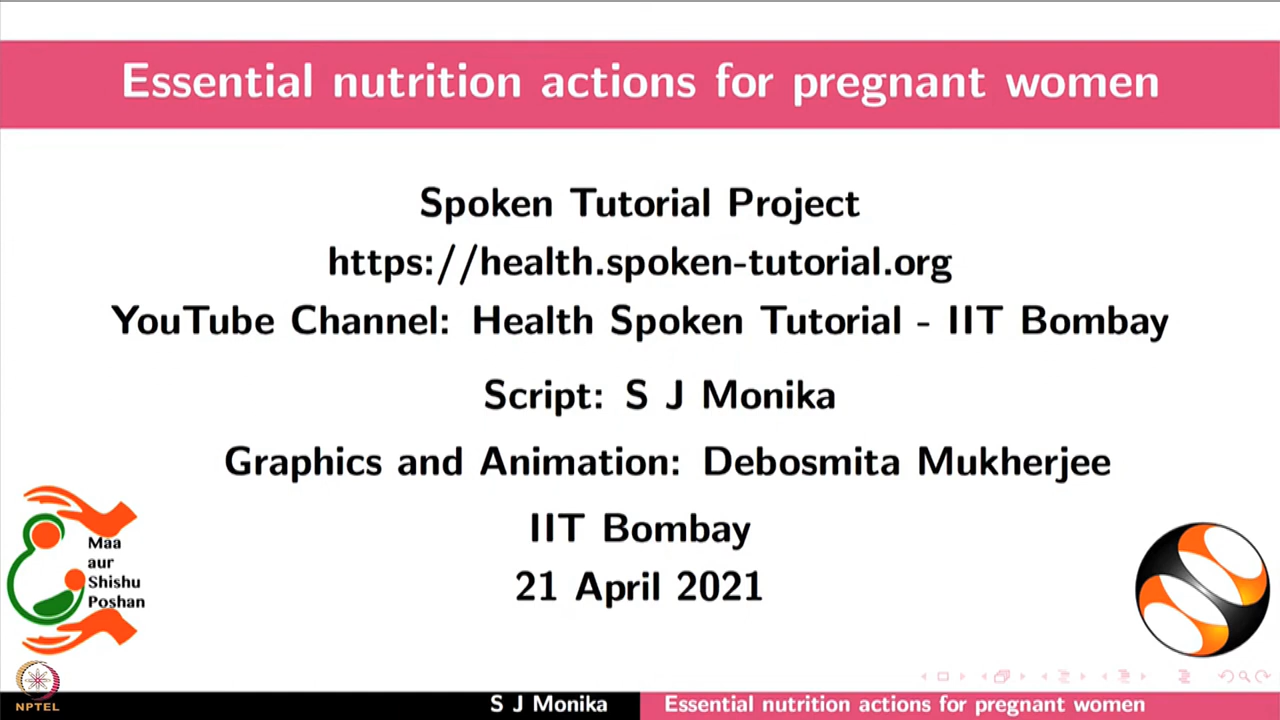 Essential nutrition actions for pregnant women
Spoken Tutorial Project
https://health.spoken-tutorial.org
YouTube Channel: Health Spoken Tutorial - IIT Bombay
Script: S J Monika
Graphics and Animation: Debosmita Mukherjee
IIT Bombay
21 April 2021
Maa
aur
Shishu
Poshan
NPTEL
S J Monika
Essential nutrition actions for pregnant women